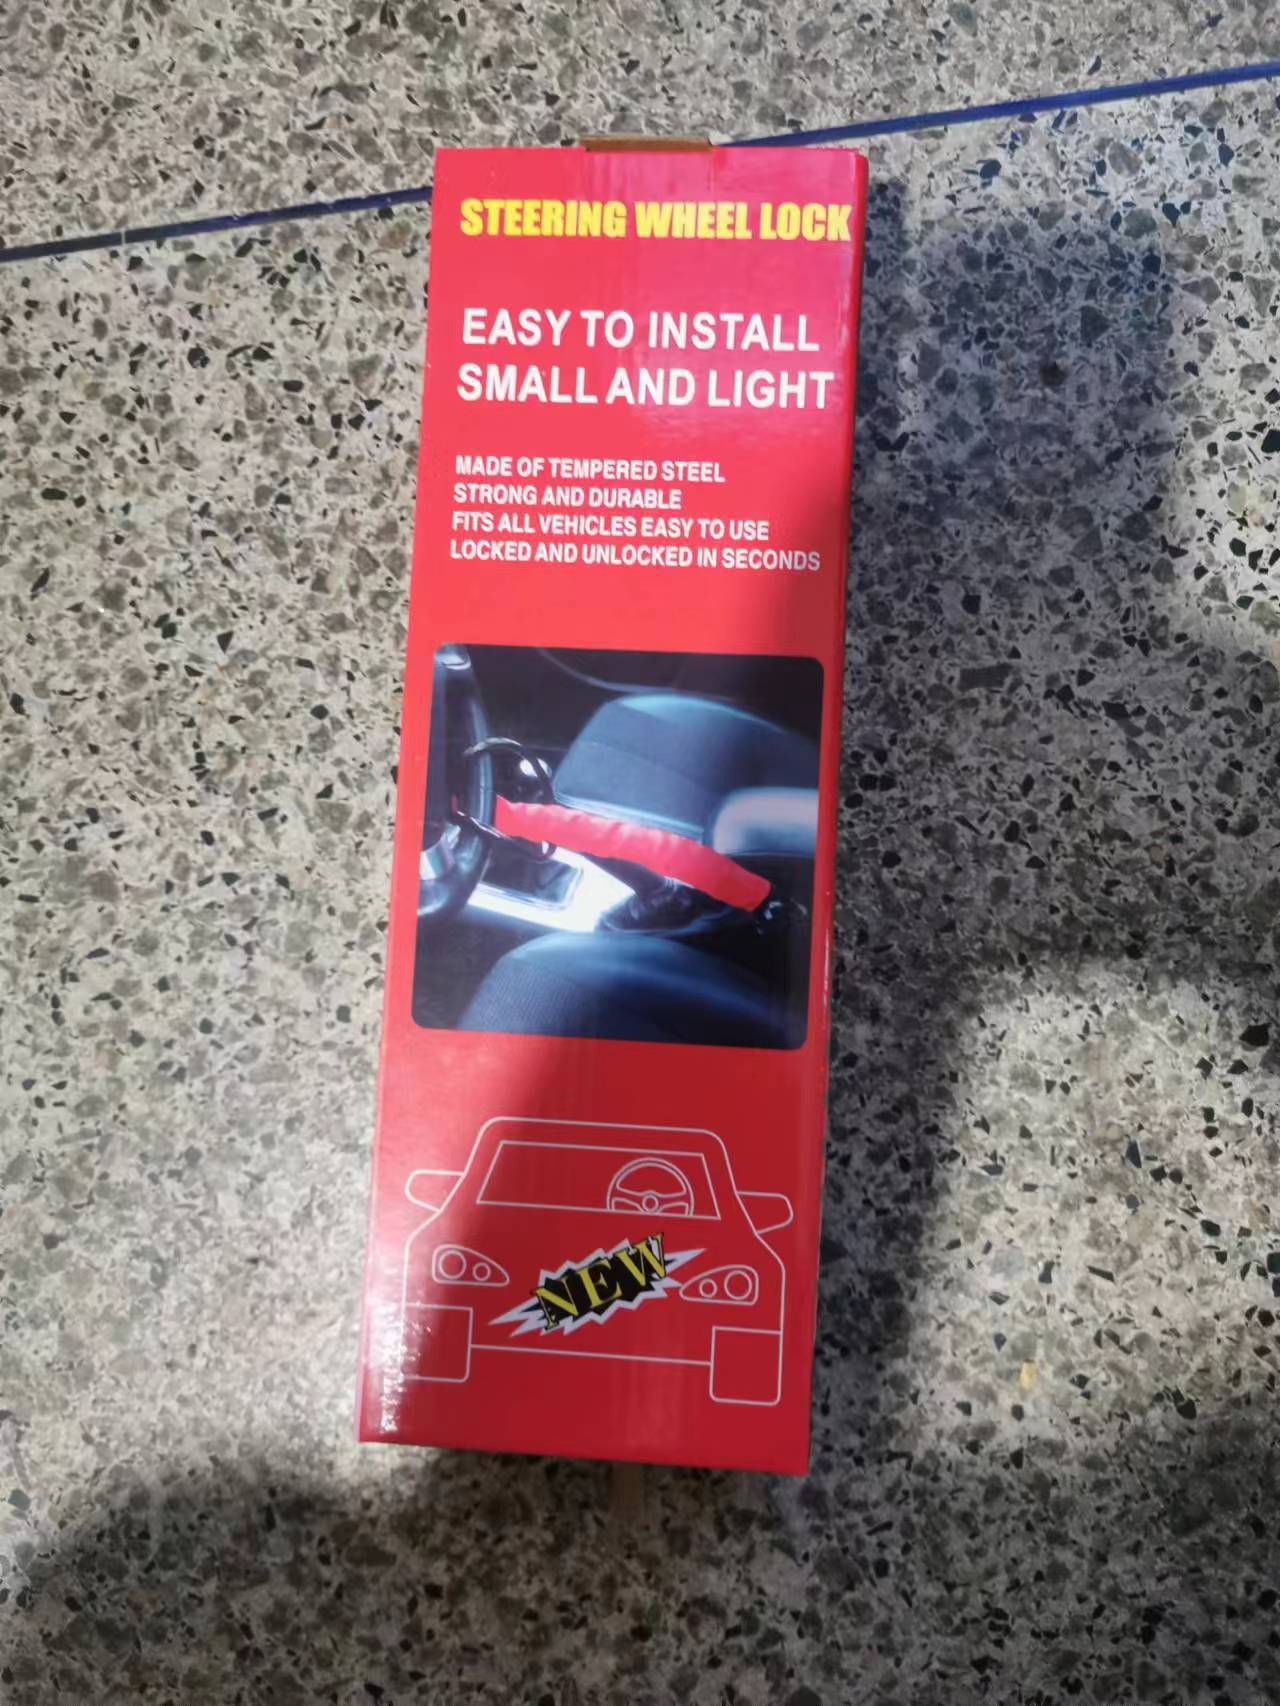 STEERING WHEEL LOCK
EASY TO INSTALL
SMALL AND LIGHT
MADE OF TEMPERED STEEL
STRONG AND DURABLE
FITS ALL VEHICLES EASY TO USE
LOCKED AND UNLOCKED IN SECONDS
NEW